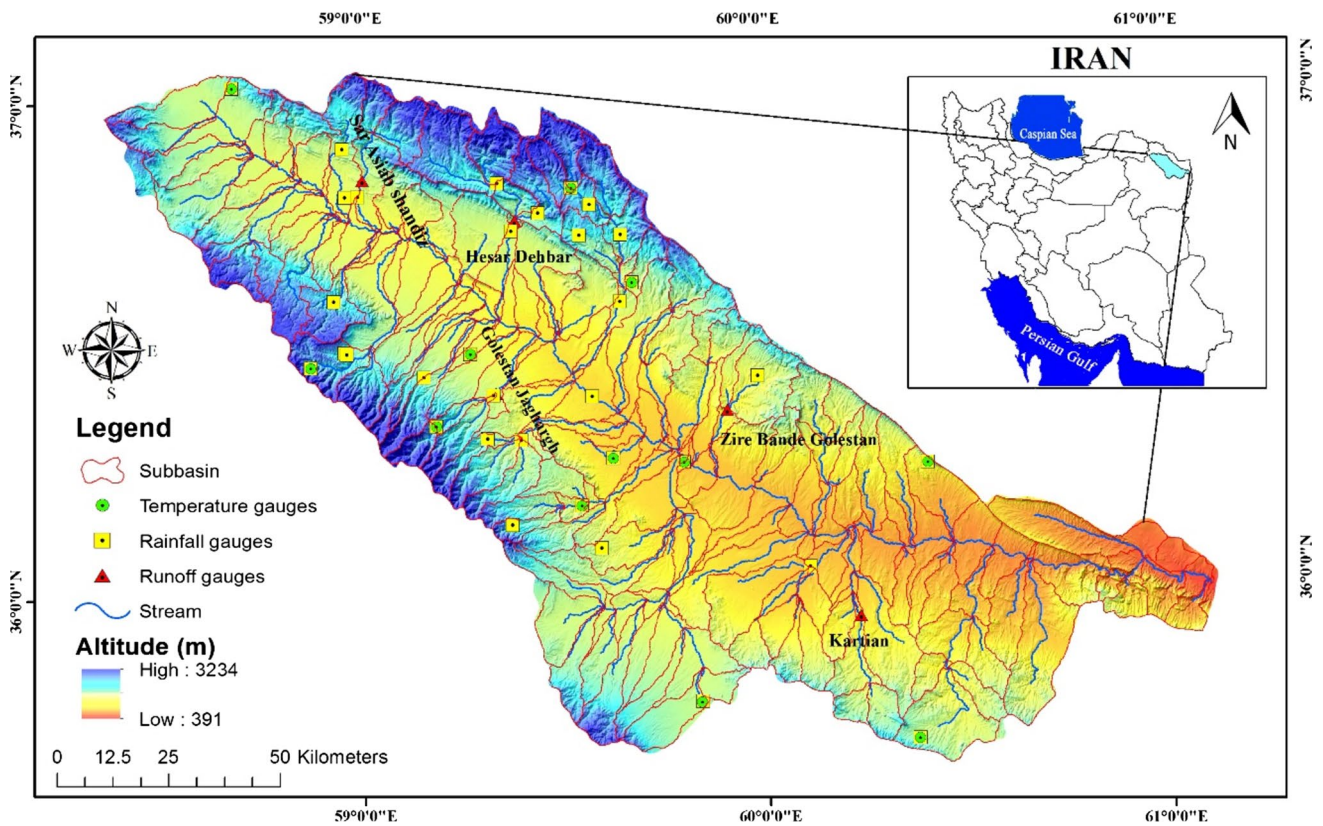 59°0'0"E
60°0'0"E
61°0'0"E
37°0'0"N
37°0'0"N
IRAN
Caspian Sea
N
Persian Gulf
Sar Asiab shandiz
Hesar Dehbar
Golestan Jaghargh
Zire Bande Golestan
Kartian
N
W
E
S
Legend
Subbasin
Temperature gauges
Rainfall gauges
Runoff gauges
Stream
Altitude (m)
High : 3234
Low : 391
0 12.5 25 50 Kilometers
36°0'0"N
36°0'0"N
59°0'0"E
60°0'0"E
61°0'0"E